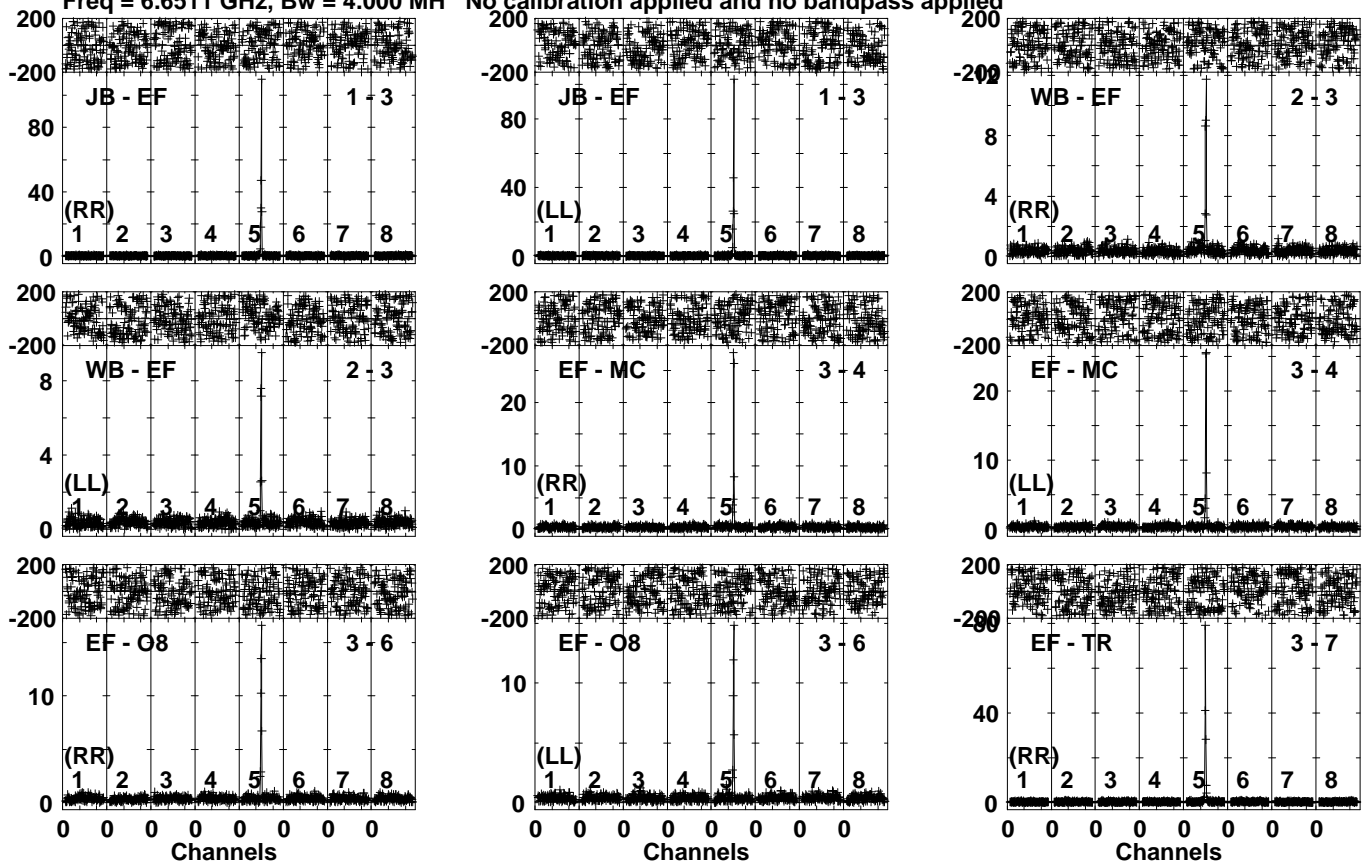 Freq = 6.6511 GHz, Bw = 4.000 MH No calibration applied and no bandpass applied
200 200 200
-200 -200 -200
JB - EF 1 - 3 JB - EF 1 - 3 WB - EF 2 - 3
12
80 80 8
40 40 4
(RR) (LL) (RR)
1 2 3 4 5 6 7 8 1 2 3 4 5 6 7 8 1 2 3 4 5 6 7 8
0 0 0
200 200 200
-200 -200 -200
WB - EF 2 - 3 EF - MC 3 - 4 EF - MC 3 - 4
8 20 20
4 10 10
(LL) (RR) (LL)
1 2 3 4 5 6 7 8 1 2 3 4 5 6 7 8 1 2 3 4 5 6 7 8
0 0 0
200 200 200
-200 -200 -200
80
EF - O8 3 - 6 EF - O8 3 - 6 EF - TR 3 - 7
10 10 40
(RR) (LL) (RR)
1 2 3 4 5 6 7 8 1 2 3 4 5 6 7 8 1 2 3 4 5 6 7 8
0 0 0
0 0 0 0 0 0 0 0 0 0 0 0 0 0 0 0 0 0 0 0 0 0 0 0
Channels Channels Channels